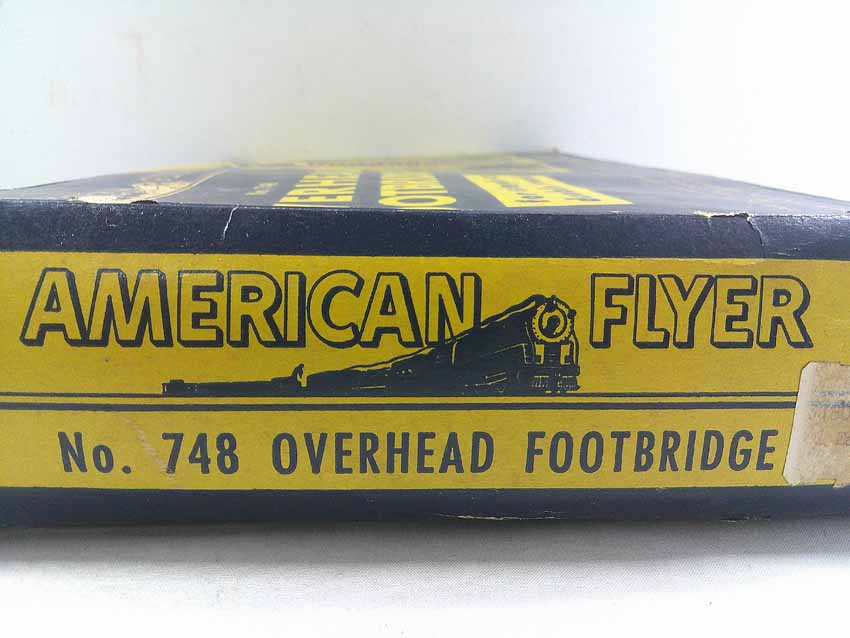 AMERICAN FLYER
No. 748 OVERHEAD FOOTBRIDGE